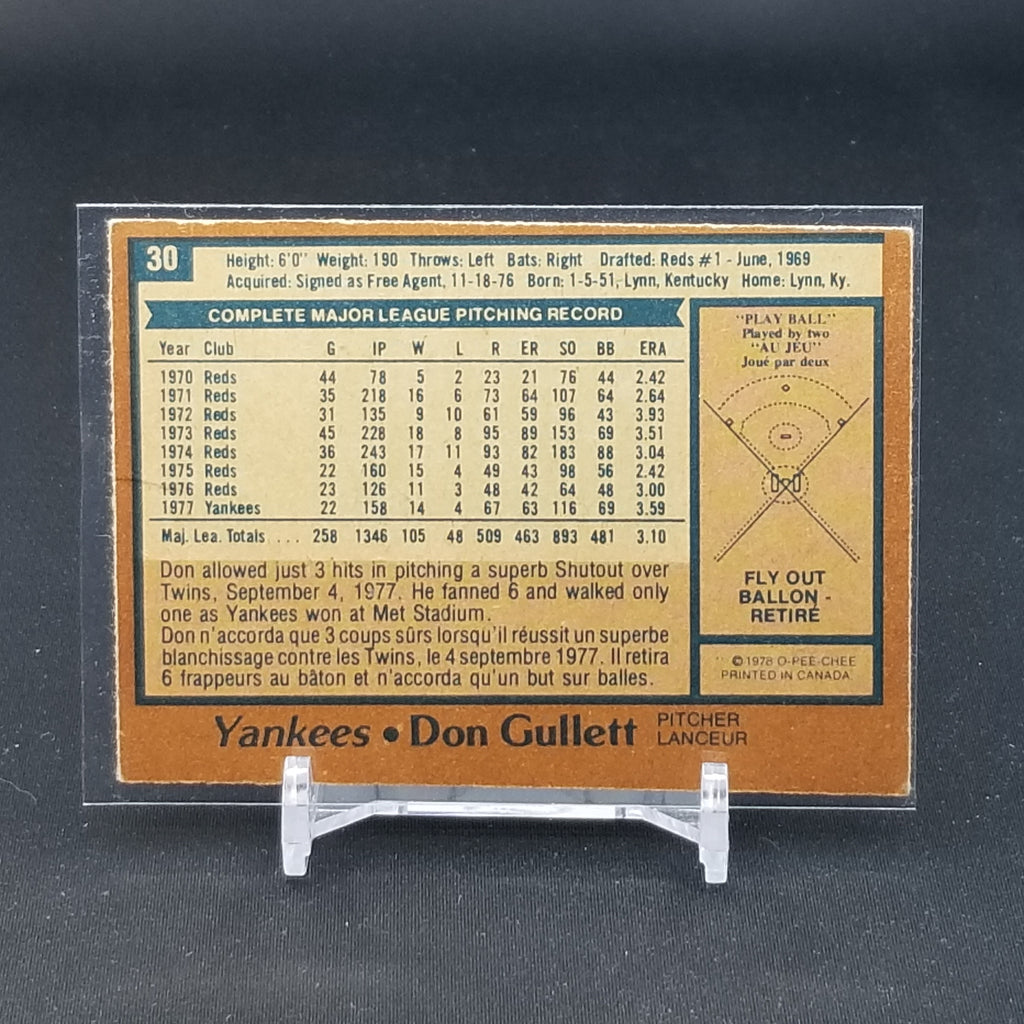 30
Height: 6'0" Weight: 190 Throws: Left Bats: Right Drafted: Reds #1 - June, 1969
Acquired: Signed as Free Agent, 11-18-76 Born: 1-5-51, Lynn, Kentucky Home: Lynn, Ky.
COMPLETE MAJOR LEAGUE PITCHING RECORD
Year Club G IP W L R ER SO BB ERA
1970 Reds 44 78 5 2 23 21 76 44 2.42
1971 Reds 35 218 16 6 73 64 107 64 2.64
1972 Reds 31 135 9 10 61 59 96 43 3.93
1973 Reds 45 228 18 8 95 89 153 69 3.51
1974 Reds 36 243 17 11 93 82 183 88 3.04
1975 Reds 22 160 15 4 49 43 98 56 2.42
1976 Reds 23 126 11 3 48 42 64 48 3.00
1977 Yankees 22 158 14 4 67 63 116 69 3.59
Maj. Lea. Totals ... 258 1346 105 48 509 463 893 481 3.10
Don allowed just 3 hits in pitching a superb Shutout over
Twins, September 4, 1977. He fanned 6 and walked only
one as Yankees won at Met Stadium.
Don n'accorda que 3 coups sûrs lorsqu'il réussit un superbe
blanchissage contre les Twins, le 4 septembre 1977. Il retira
6 frappeurs au bâton et n'accorda qu'un but sur balles.
"PLAY BALL"
Played by two
"AU JEU"
Joué par deux
FLY OUT
BALLON -
RETIRÉ
© 1978 O-PEE-CHEE
PRINTED IN CANADA
Yankees • Don Gullett
PITCHER
LANCEUR